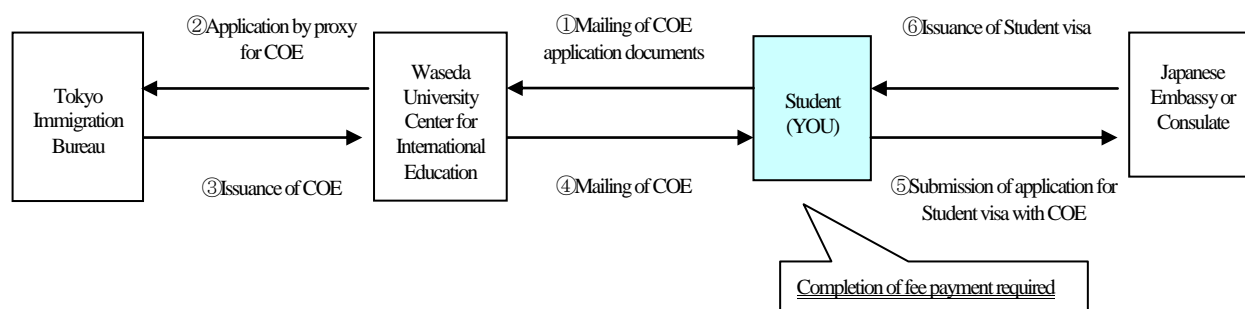 ②Application by proxy
for COE
①Mailing of COE
application documents
⑥Issuance of Student visa
Tokyo
Immigration
Bureau
Waseda
University
Center for
International
Education
Student
(YOU)
Japanese
Embassy or
Consulate
③Issuance of COE
④Mailing of COE
⑤Submission of application for
Student visa with COE
Completion of fee payment required